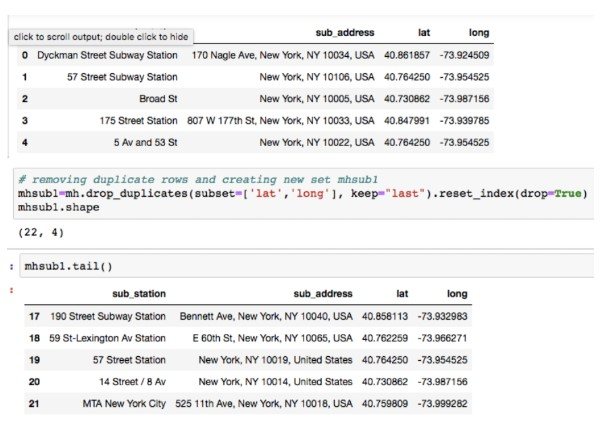 sub_address lat long
click to scroll output; double click to hide
0 Dyckman Street Subway Station 170 Nagle Ave, New York, NY 10034, USA 40.861857 -73.924509
1 57 Street Subway Station New York, NY 10106, USA 40.764250 -73.954525
2 Broad St New York, NY 10005, USA 40.730862 -73.987156
3 175 Street Station 807 W 177th St, New York, NY 10033, USA 40.847991 -73.939785
4 5 Av and 53 St New York, NY 10022, USA 40.764250 -73.954525
# removing duplicate rows and creating new set mhsub1
mhsub1=mh.drop_duplicates(subset=['lat','long'], keep="last").reset_index(drop=True)
mhsub1.shape
(22, 4)
: mhsub1.tail()
:
sub_station sub_address lat long
17 190 Street Subway Station Bennett Ave, New York, NY 10040, USA 40.858113 -73.932983
18 59 St-Lexington Av Station E 60th St, New York, NY 10065, USA 40.762259 -73.966271
19 57 Street Station New York, NY 10019, United States 40.764250 -73.954525
20 14 Street / 8 Av New York, NY 10014, United States 40.730862 -73.987156
21 MTA New York City 525 11th Ave, New York, NY 10018, USA 40.759809 -73.999282